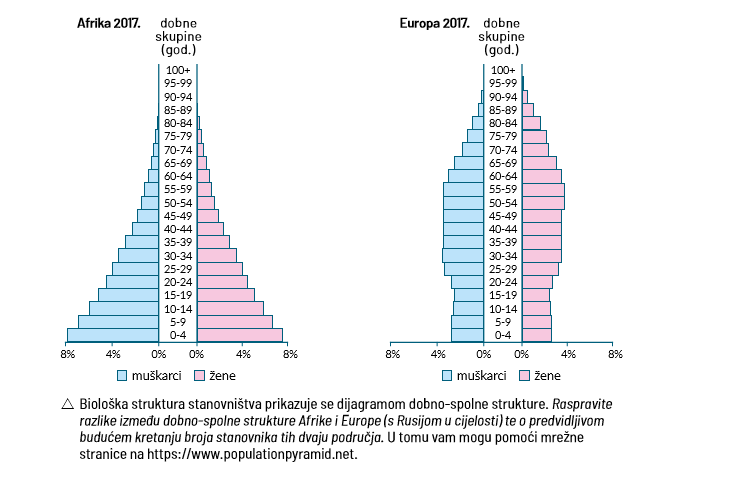 Afrika 2017.
dobne
skupine
(god.)
100+
95-99
90-94
85-89
80-84
75-79
70-74
65-69
60-64
55-59
50-54
45-49
40-44
35-39
30-34
25-29
20-24
15-19
10-14
5-9
0-4
8% 4% 0% 0% 4% 8%
muškarci žene
Europa 2017.
dobne
skupine
(god.)
100+
95-99
90-94
85-89
80-84
75-79
70-74
65-69
60-64
55-59
50-54
45-49
40-44
35-39
30-34
25-29
20-24
15-19
10-14
5-9
0-4
8% 4% 0% 0% 4% 8%
muškarci žene
△ Biološka struktura stanovništva prikazuje se dijagramom dobno-spolne strukture. Raspravite
razlike između dobno-spolne strukture Afrike i Europe (s Rusijom u cijelosti) te o predvidljivom
budućem kretanju broja stanovnika tih dvaju područja. U tomu vam mogu pomoći mrežne
stranice na https://www.populationpyramid.net.